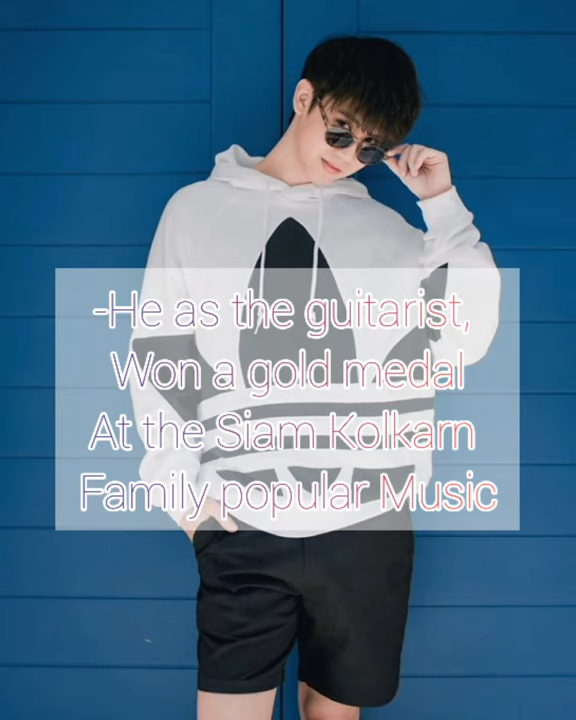 -He as the guitarist,
Won a gold medal
At the Siam Kolkarn
Family popular Music